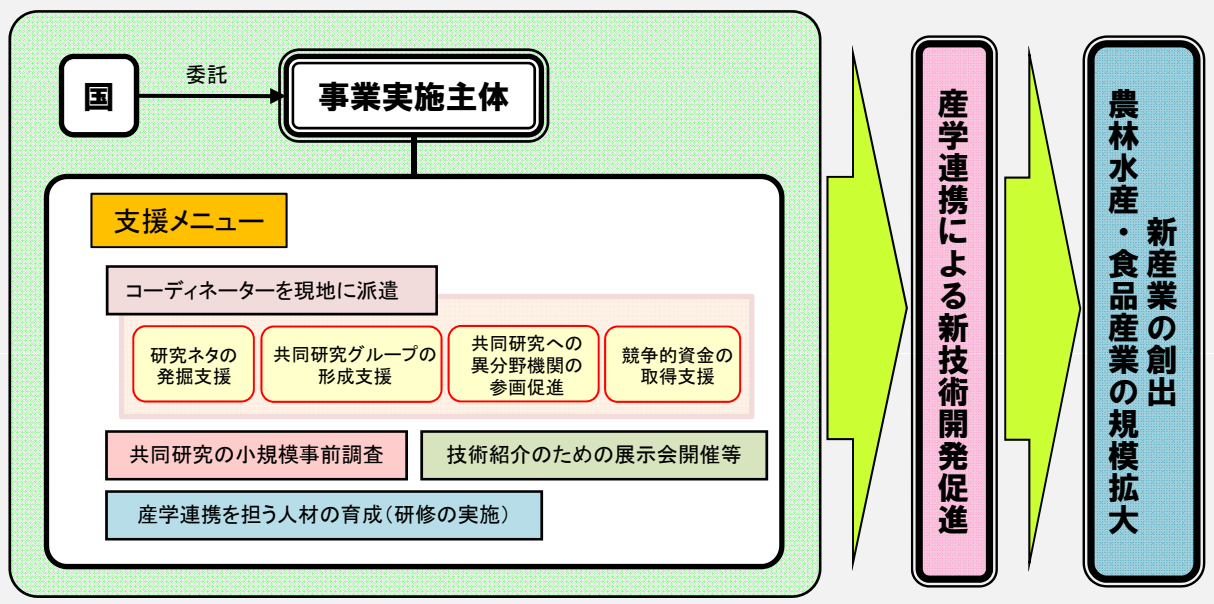 国
委託
事業実施主体
支援メニュー
コーディネーターを現地に派遣
研究ネタの
発掘支援
共同研究グループの
形成支援
共同研究への
異分野機関の
参画促進
競争的資金の
取得支援
共同研究の小規模事前調査
技術紹介のための展示会開催等
産学連携を担う人材の育成（研修の実施）
産学連携による新技術開発促進
新産業の創出
農林水産・食品産業の規模拡大